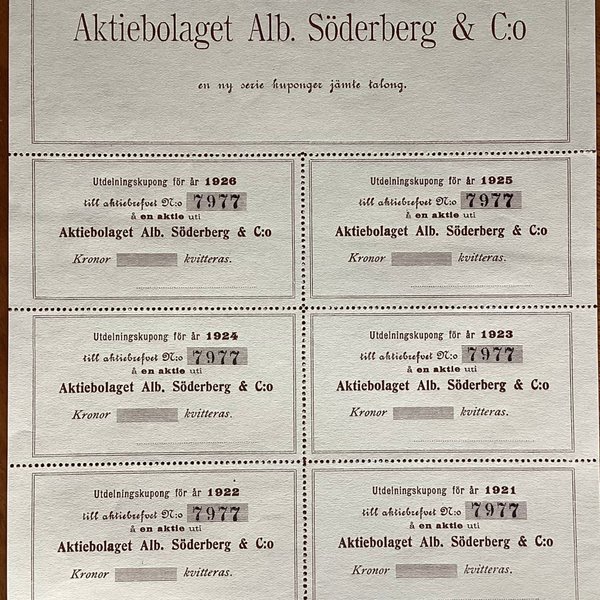 Aktiebolaget Alb. Söderberg & C:o
en ny serie kuponger jämte talong.
Utdelningskupong för år 1926
till aktiebrefvet N:o 7977
å en aktie uti
Aktiebolaget Alb. Söderberg & C:o
Kronor kvitteras.
Utdelningskupong för år 1925
till aktiebrefvet N:o 7977
å en aktie uti
Aktiebolaget Alb. Söderberg & C:o
Kronor kvitteras.
Utdelningskupong för år 1924
till aktiebrefvet N:o 7977
å en aktie uti
Aktiebolaget Alb. Söderberg & C:o
Kronor kvitteras.
Utdelningskupong för år 1923
till aktiebrefvet N:o 7977
å en aktie uti
Aktiebolaget Alb. Söderberg & C:o
Kronor kvitteras.
Utdelningskupong för år 1922
till aktiebrefvet N:o 7977
å en aktie uti
Aktiebolaget Alb. Söderberg & C:o
Kronor kvitteras.
Utdelningskupong för år 1921
till aktiebrefvet N:o 7977
å en aktie uti
Aktiebolaget Alb. Söderberg & C:o
Kronor kvitteras.